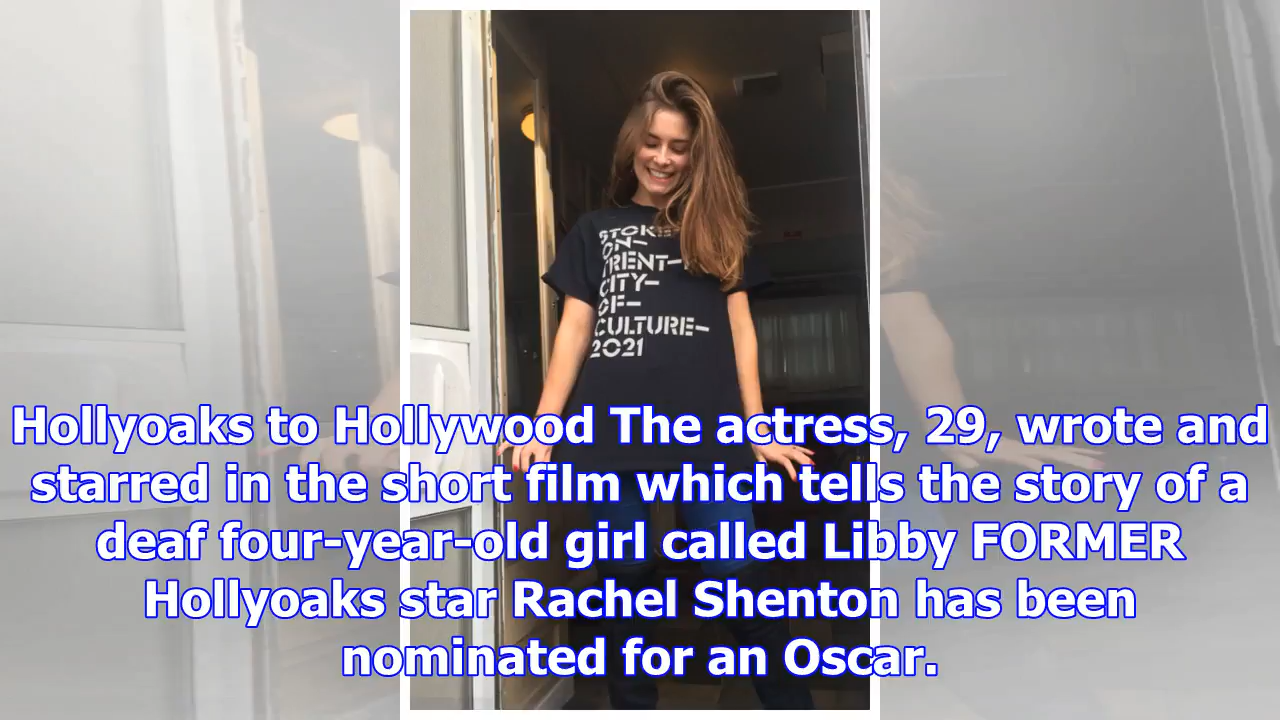 STOKE-
ON-
TRENT-
CITY-
OF-
CULTURE-
2021
Hollyoaks to Hollywood The actress, 29, wrote and
starred in the short film which tells the story of a
deaf four-year-old girl called Libby FORMER
Hollyoaks star Rachel Shenton has been
nominated for an Oscar.